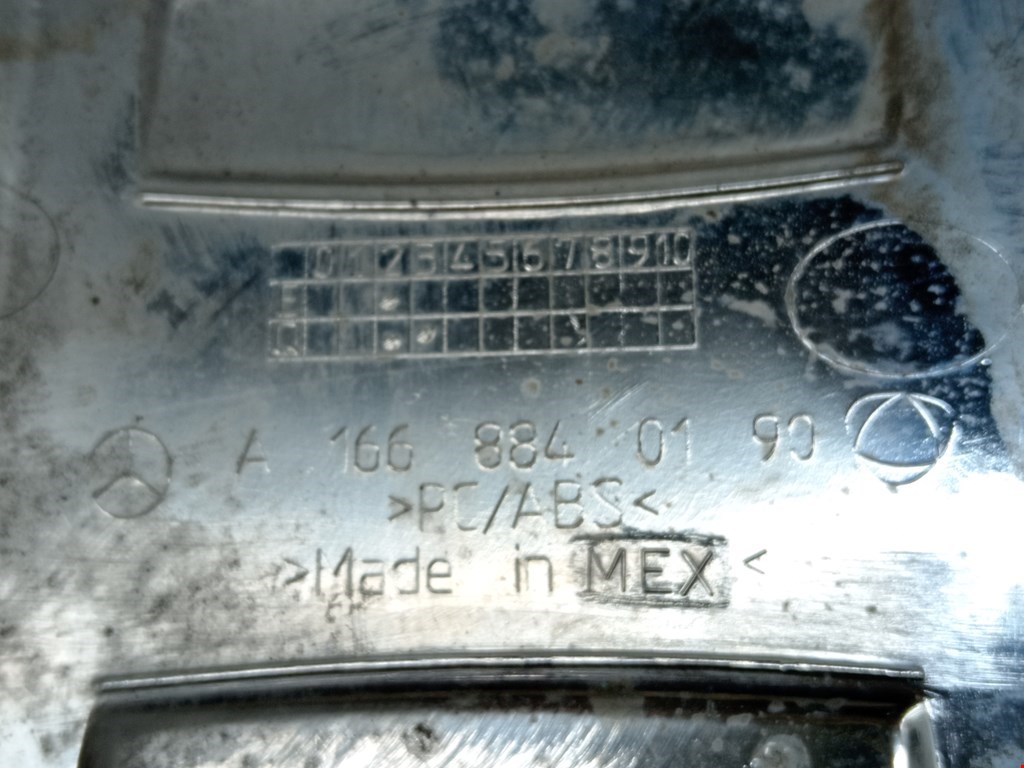 0 1 2 3 4 5 6 7 8 9 10
A 166 884 01 90
>PC/ABS<
>Made in MEX <